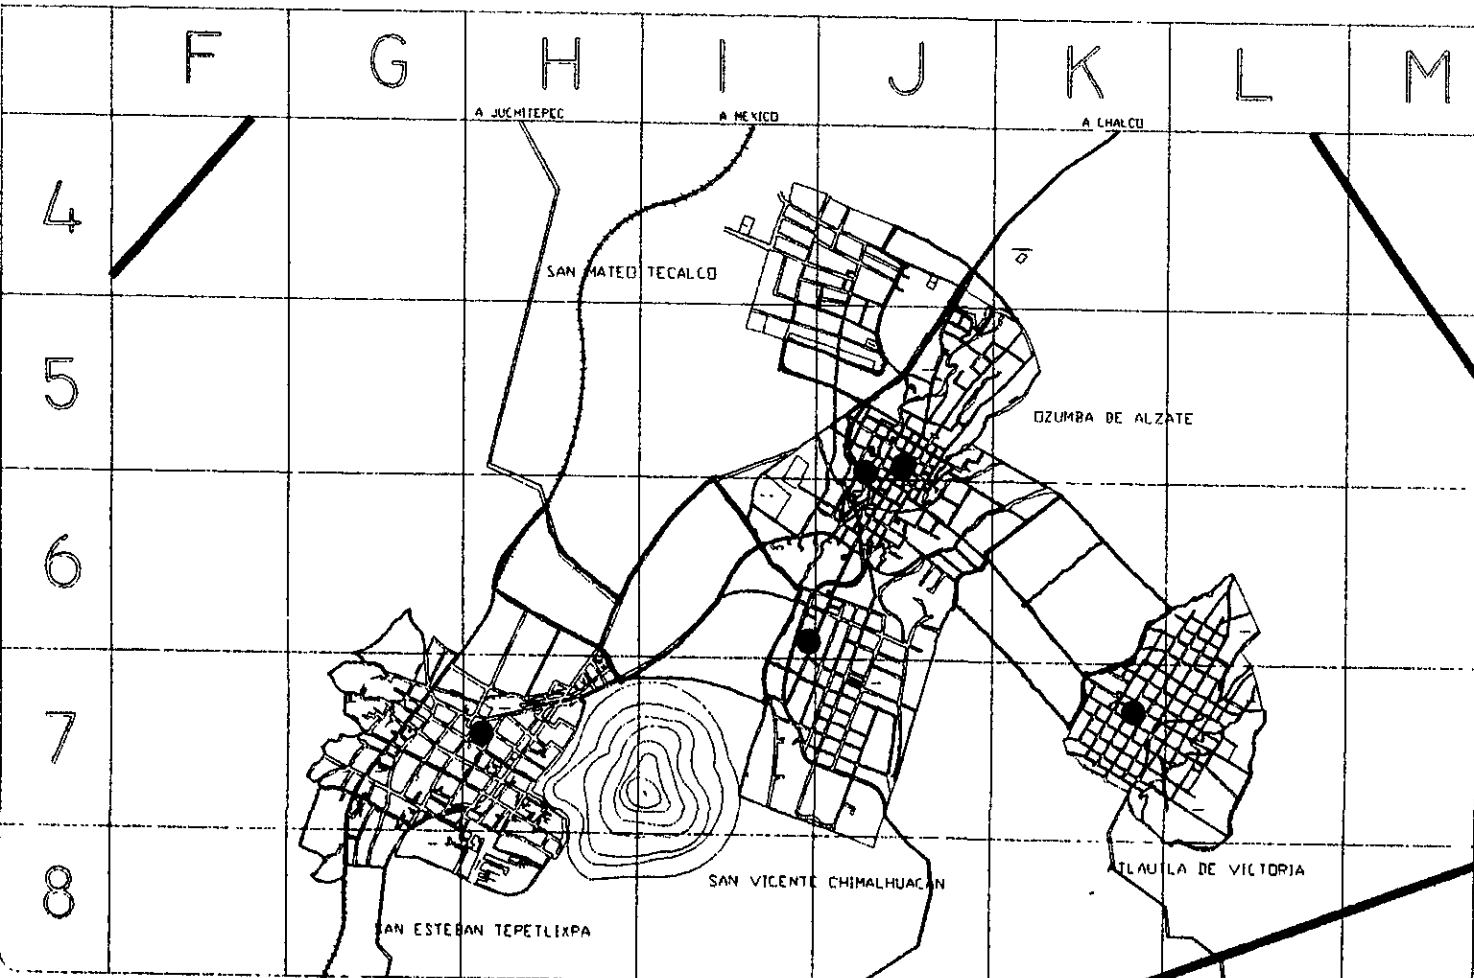 F G H I J K L M
A JUCHITEPEC A MEXICO A CHALCO
4
SAN MATEO TECALCO
5
OZUMBA DE ALZATE
6
7
ATLAUTLA DE VICTORIA
SAN VICENTE CHIMALHUACAN
8
SAN ESTEBAN TEPETLIXPA